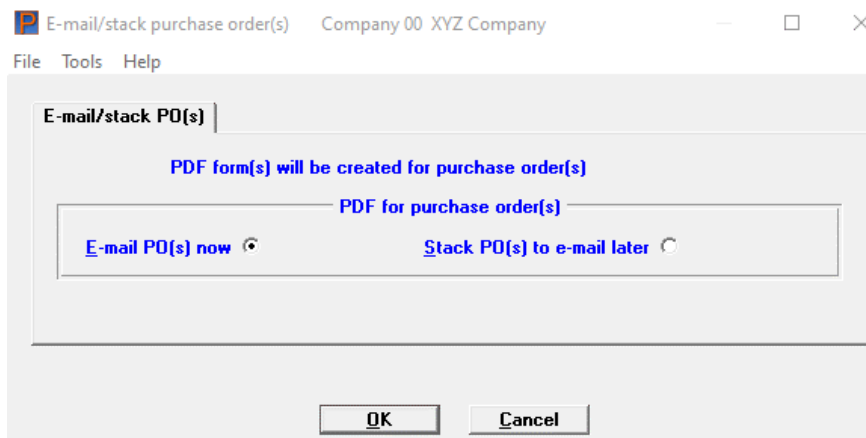 P E-mail/stack purchase order(s) Company 00 XYZ Company
File Tools Help
E-mail/stack PO(s)
PDF form(s) will be created for purchase order(s)
PDF for purchase order(s)
E-mail PO(s) now Stack PO(s) to e-mail later
OK Cancel